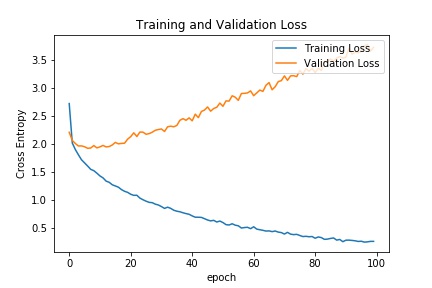 Training and Validation Loss
Training Loss
Validation Loss
Cross Entropy
3.5
3.0
2.5
2.0
1.5
1.0
0.5
0
20
40
60
80
100
epoch